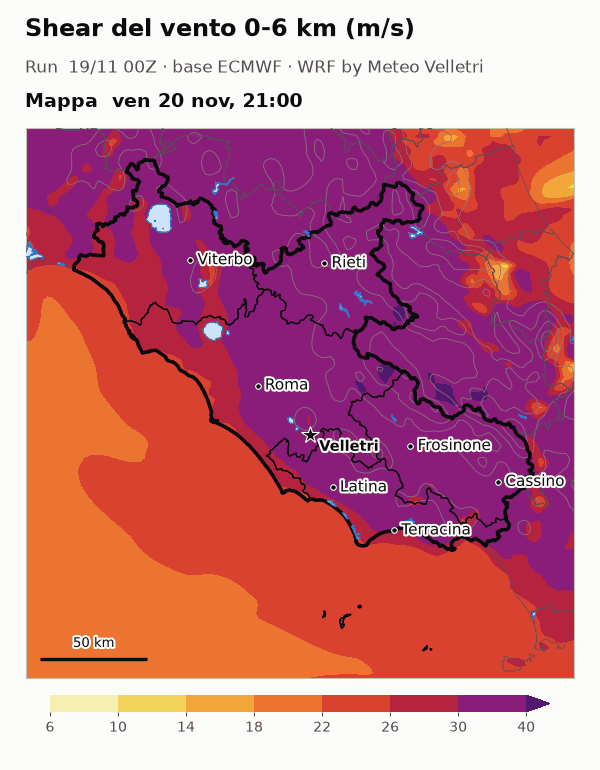 Shear del vento 0-6 km (m/s)
Run 19/11 00Z · base ECMWF · WRF by Meteo Velletri
Mappa ven 20 nov, 21:00
Viterbo
Rieti
Roma
Velletri
Frosinone
Latina
Cassino
Terracina
50 km
6 10 14 18 22 26 30 40